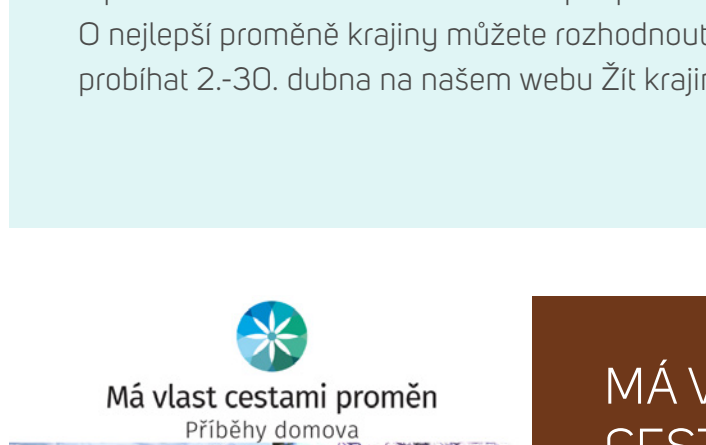 O nejlepší proměně krajiny můžete rozhodnout
probíhat 2.-30. dubna na našem webu Žít
Má vlast cestami proměn
Příběhy domova
MÁ